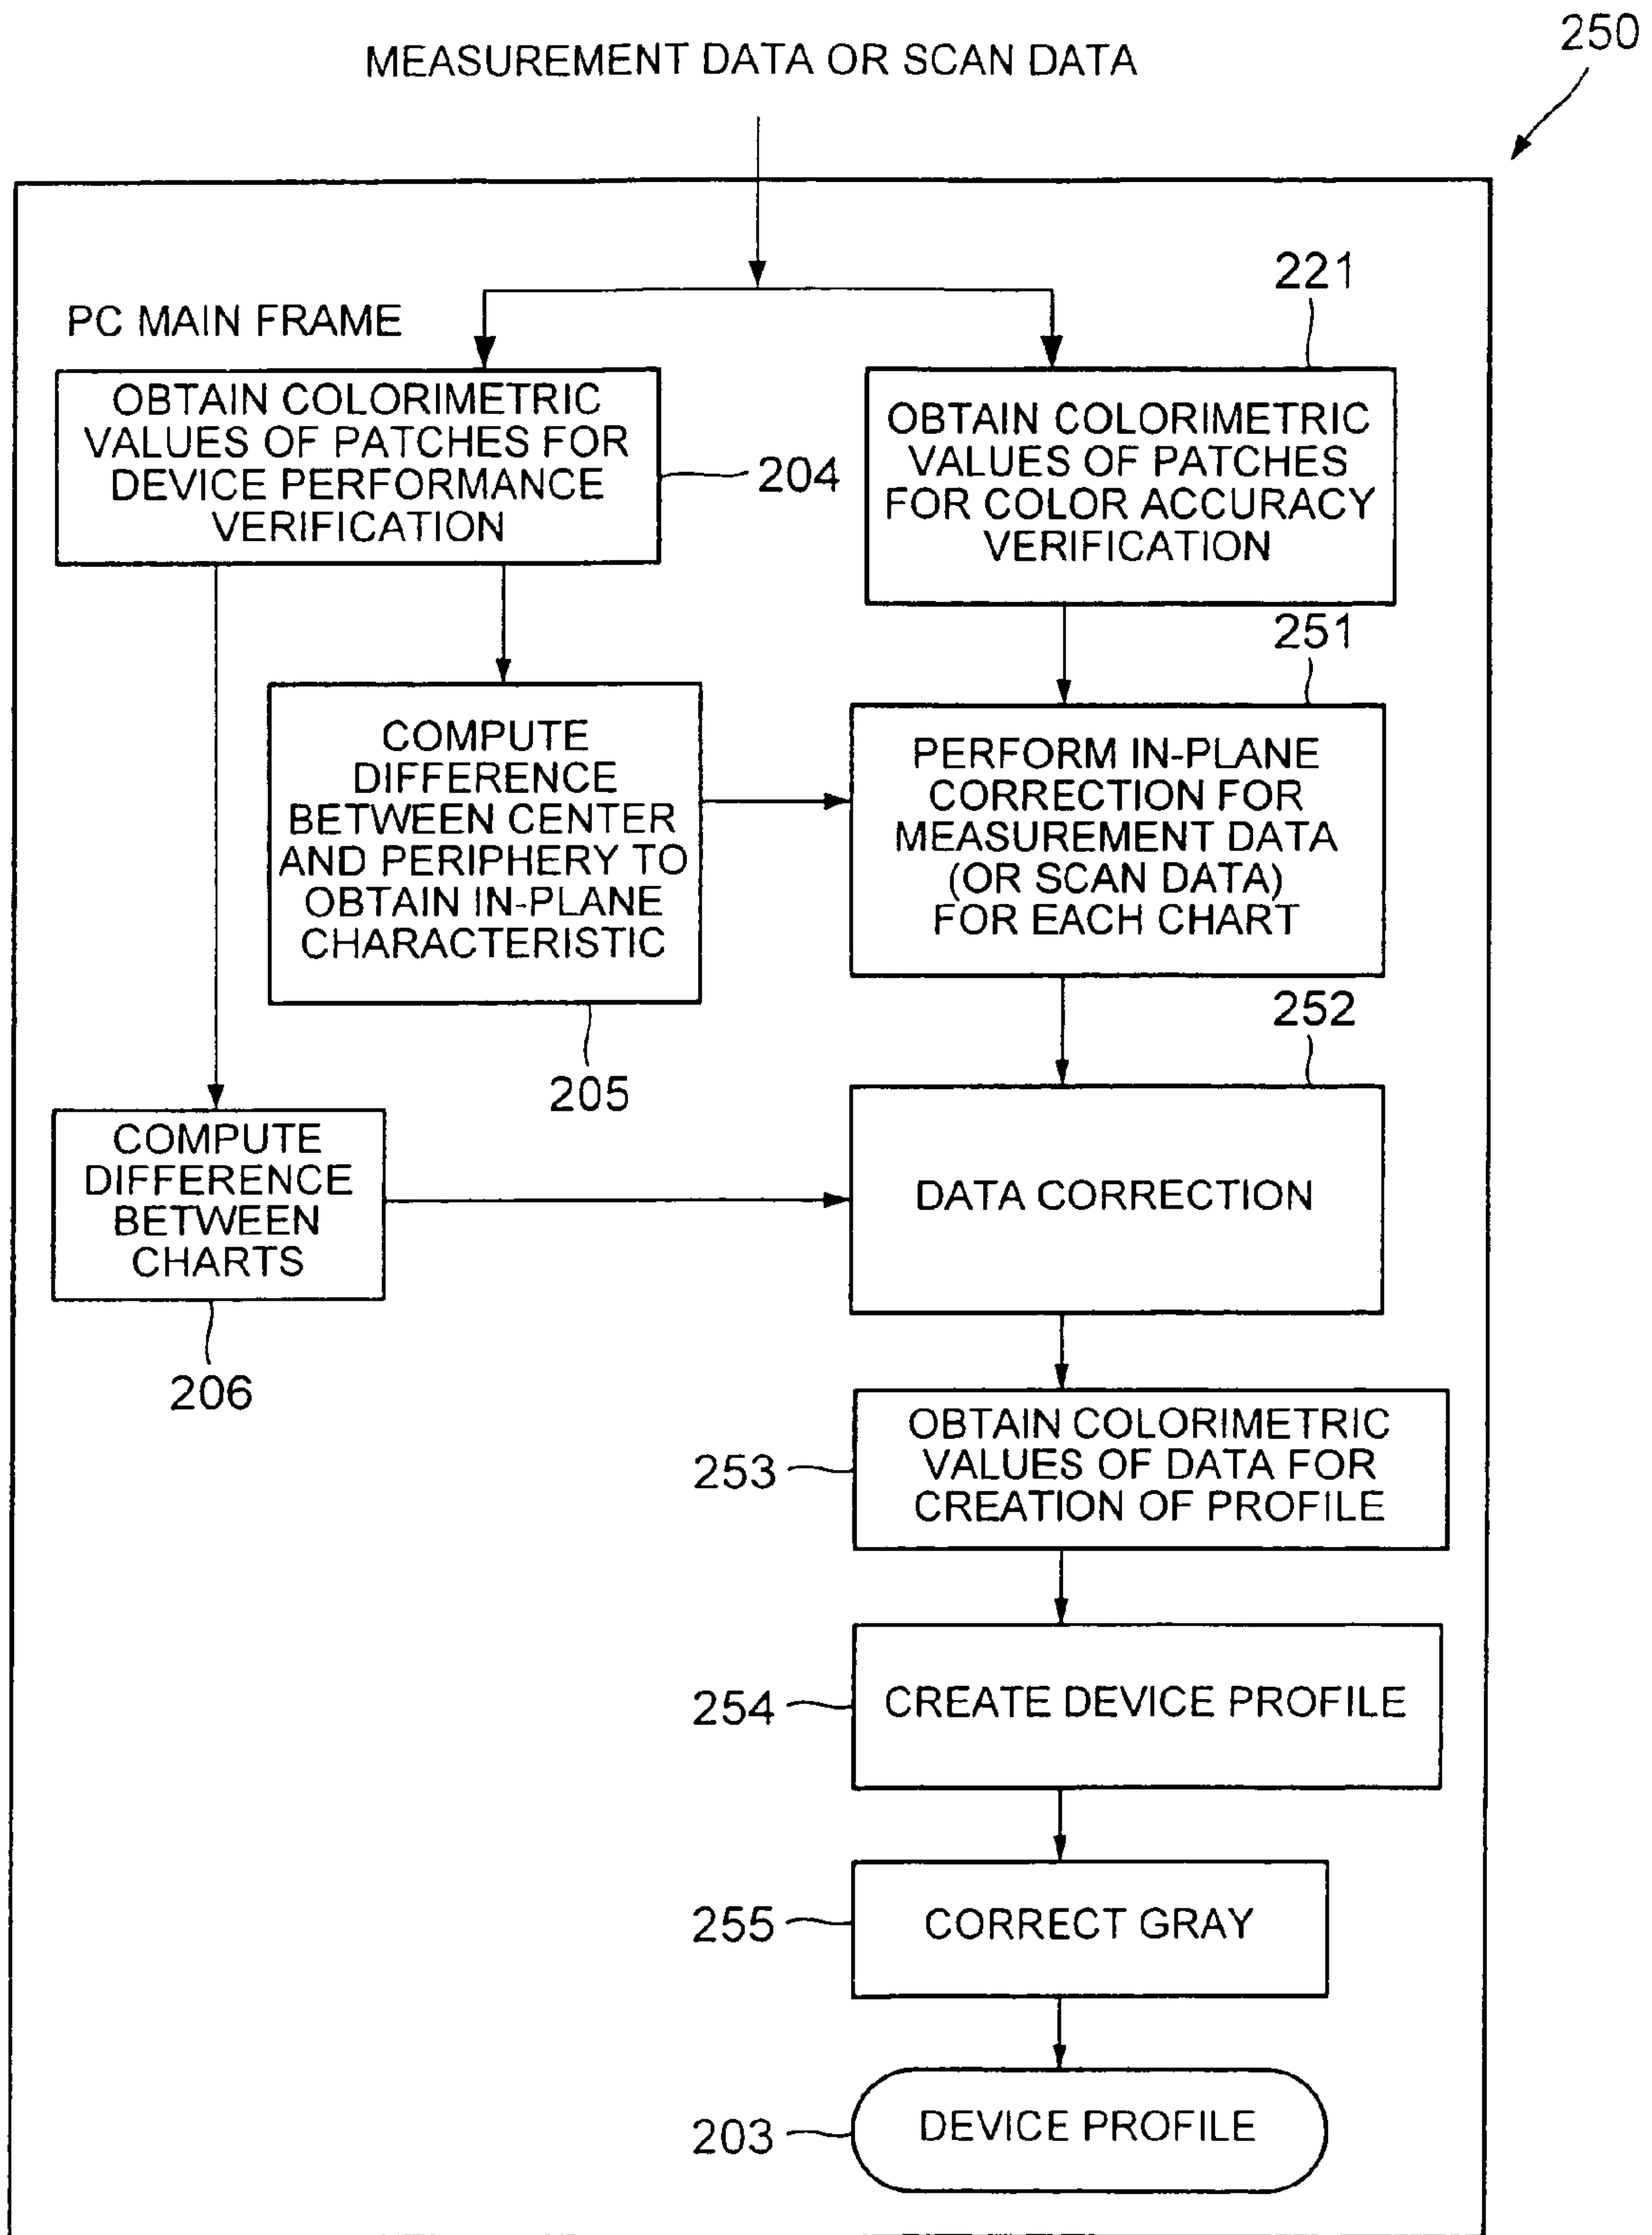 250
MEASUREMENT DATA OR SCAN DATA
221
PC MAIN FRAME
OBTAIN COLORIMETRIC
VALUES OF PATCHES FOR
DEVICE PERFORMANCE
VERIFICATION
204
OBTAIN COLORIMETRIC
VALUES OF PATCHES
FOR COLOR ACCURACY
VERIFICATION
251
COMPUTE
DIFFERENCE
BETWEEN CENTER
AND PERIPHERY TO
OBTAIN IN-PLANE
CHARACTERISTIC
205
PERFORM IN-PLANE
CORRECTION FOR
MEASUREMENT DATA
(OR SCAN DATA)
FOR EACH CHART
252
COMPUTE
DIFFERENCE
BETWEEN
CHARTS
206
DATA CORRECTION
253
OBTAIN COLORIMETRIC
VALUES OF DATA FOR
CREATION OF PROFILE
254
CREATE DEVICE PROFILE
255
CORRECT GRAY
203
DEVICE PROFILE